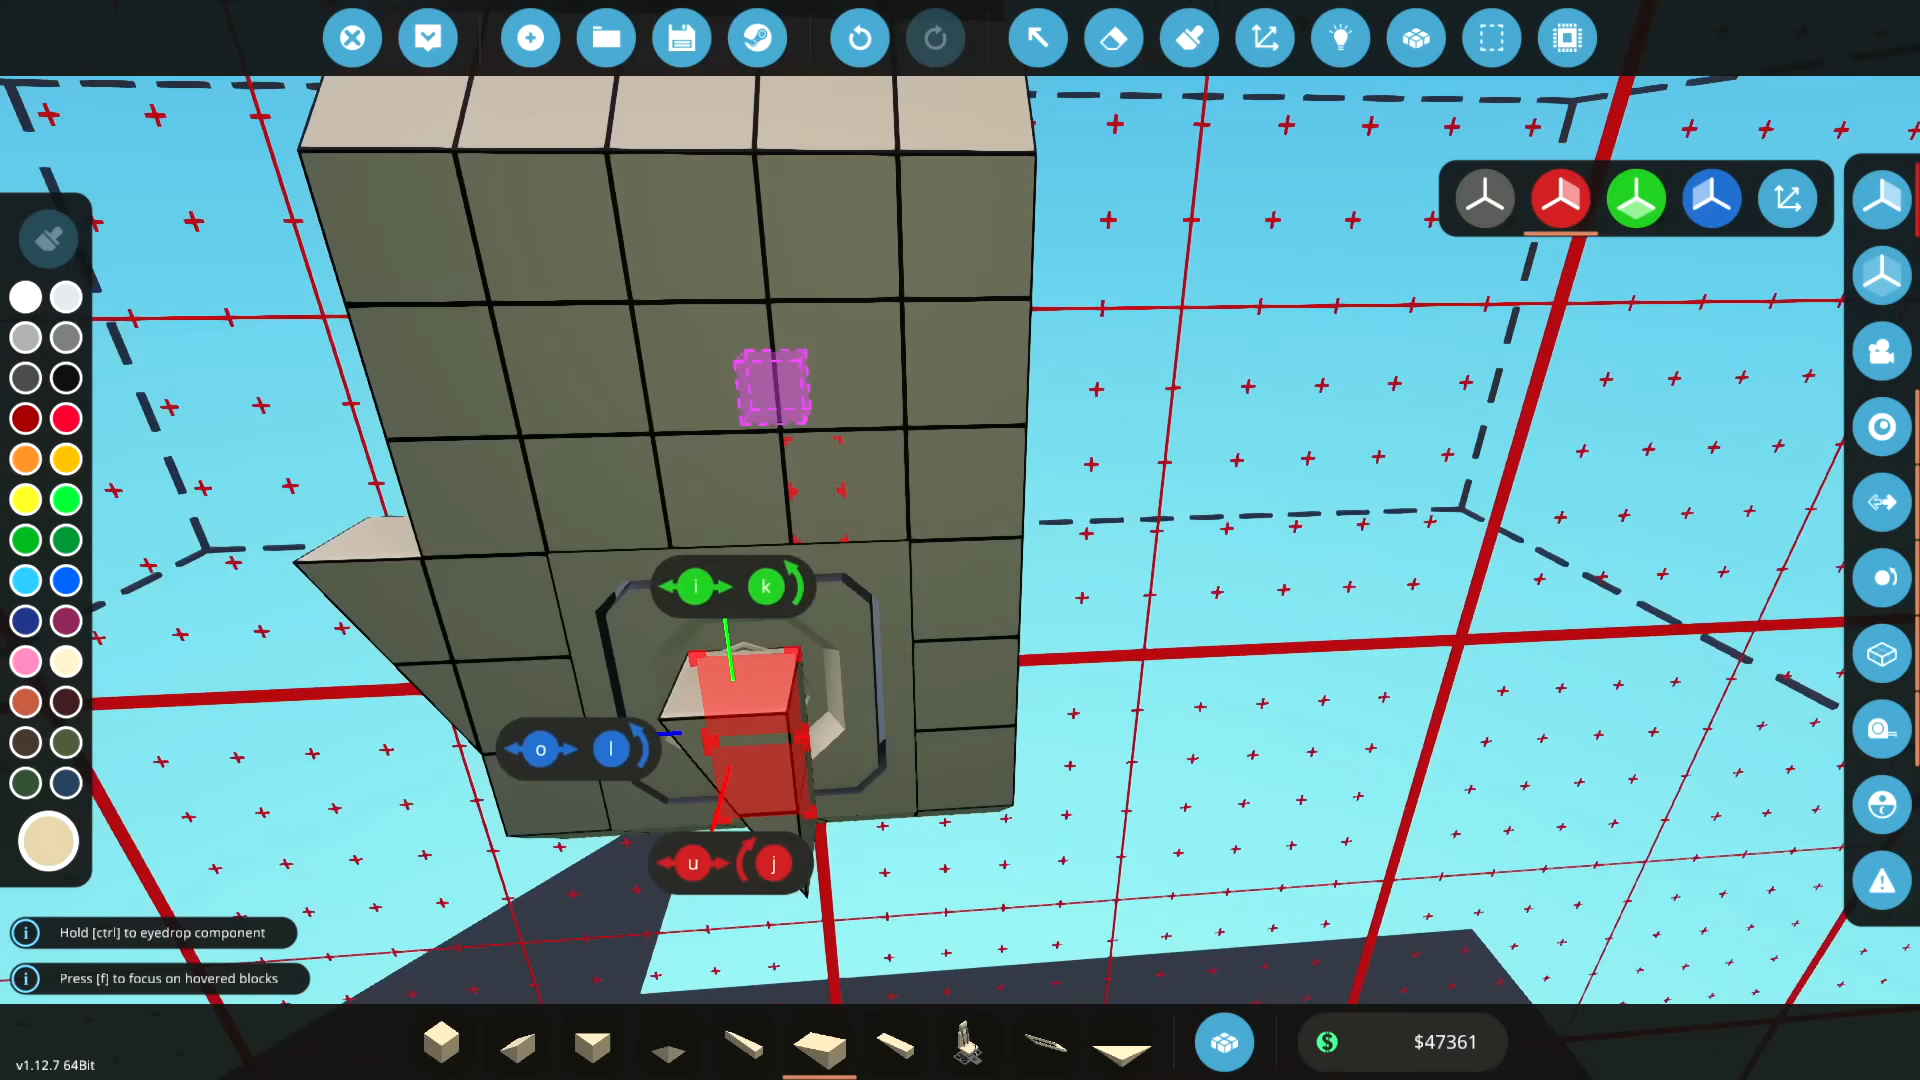 i k
o l
u j
Hold [ctrl] to eyedrop component
Press [f] to focus on hovered blocks
v1.12.7 64Bit
$47361